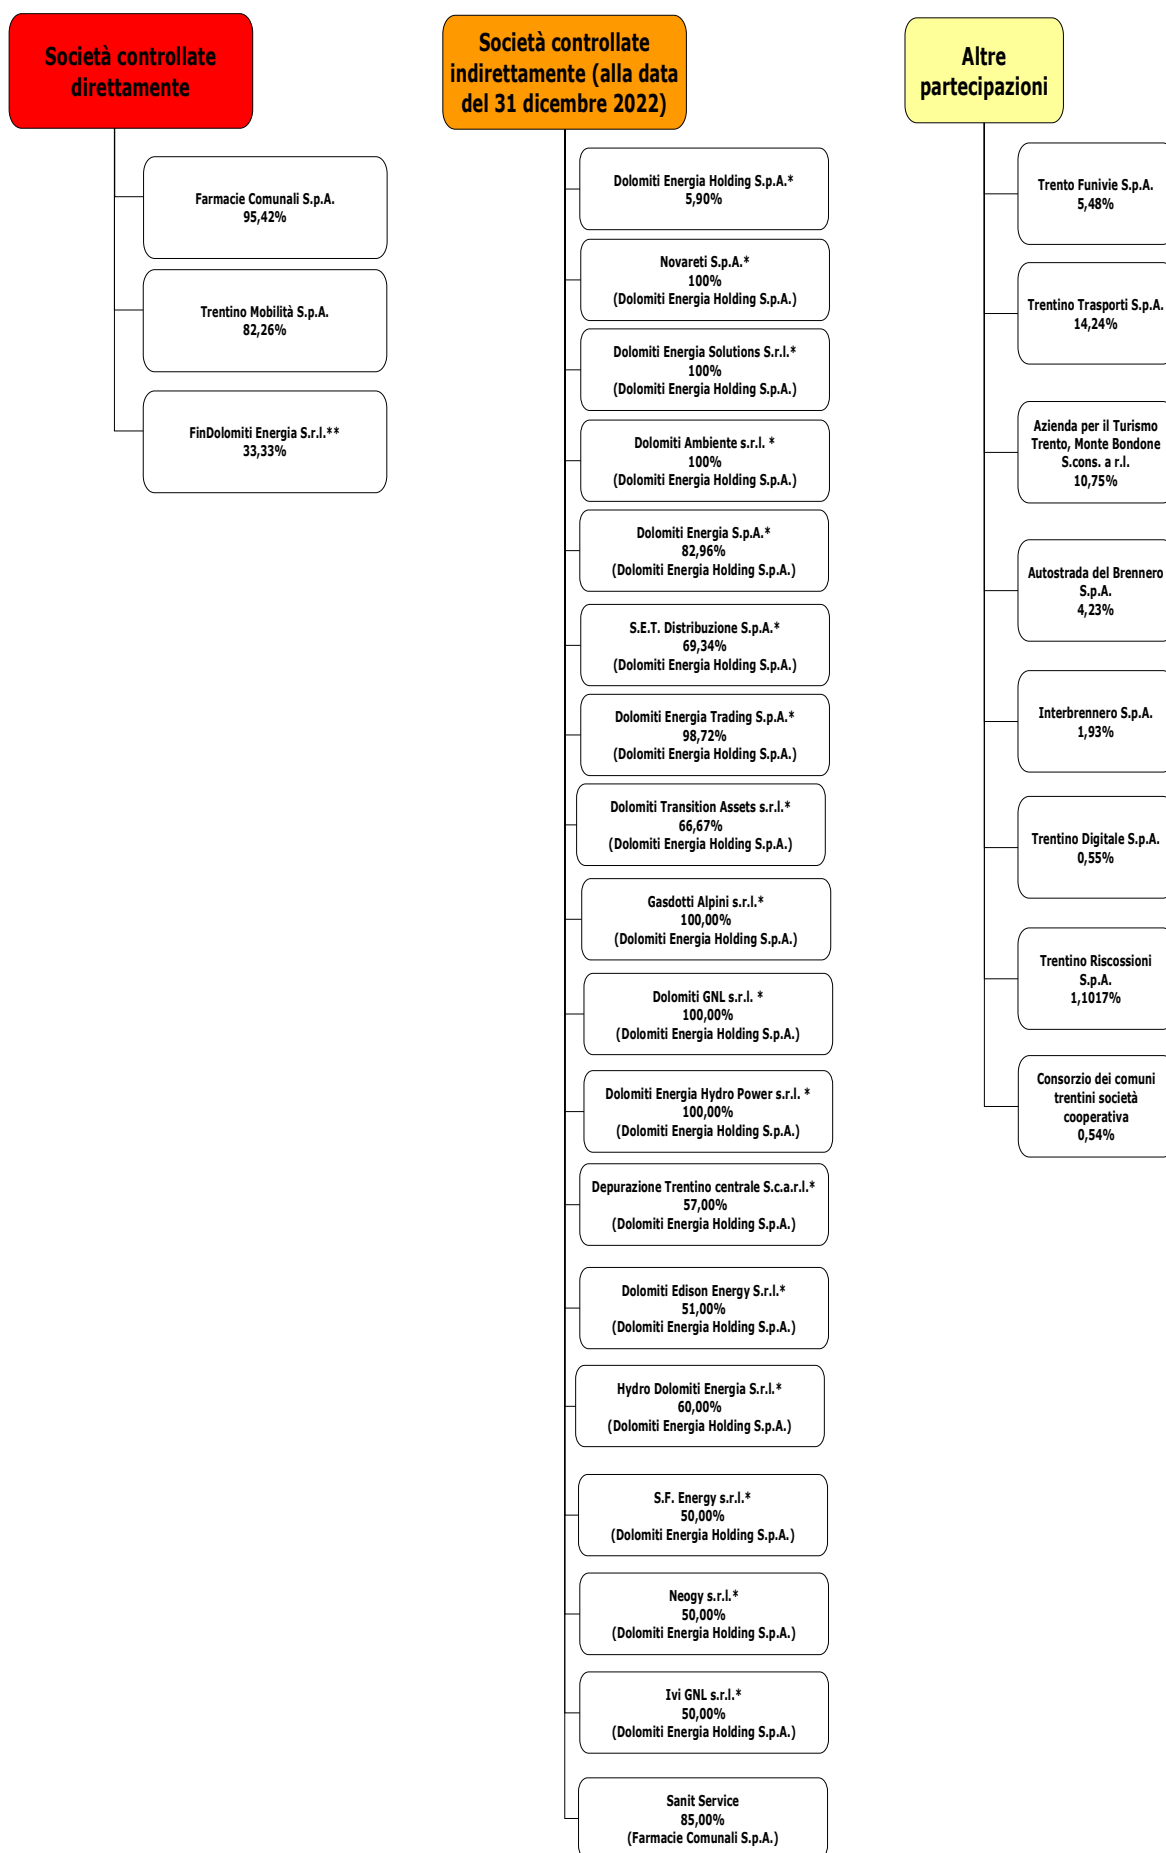 Società controllate
direttamente
Farmacie Comunali S.p.A.
95,42%
Trentino Mobilità S.p.A.
82,26%
FinDolomiti Energia S.r.l.**
33,33%
Società controllate
indirettamente (alla data
del 31 dicembre 2022)
Dolomiti Energia Holding S.p.A.*
5,90%
Novareti S.p.A.*
100%
(Dolomiti Energia Holding S.p.A.)
Dolomiti Energia Solutions S.r.l.*
100%
(Dolomiti Energia Holding S.p.A.)
Dolomiti Ambiente s.r.l. *
100%
(Dolomiti Energia Holding S.p.A.)
Dolomiti Energia S.p.A.*
82,96%
(Dolomiti Energia Holding S.p.A.)
S.E.T. Distribuzione S.p.A.*
69,34%
(Dolomiti Energia Holding S.p.A.)
Dolomiti Energia Trading S.p.A.*
98,72%
(Dolomiti Energia Holding S.p.A.)
Dolomiti Transition Assets s.r.l.*
66,67%
(Dolomiti Energia Holding S.p.A.)
Gasdotti Alpini s.r.l.*
100,00%
(Dolomiti Energia Holding S.p.A.)
Dolomiti GNL s.r.l. *
100,00%
(Dolomiti Energia Holding S.p.A.)
Dolomiti Energia Hydro Power s.r.l. *
100,00%
(Dolomiti Energia Holding S.p.A.)
Depurazione Trentino centrale S.c.a.r.l.*
57,00%
(Dolomiti Energia Holding S.p.A.)
Dolomiti Edison Energy S.r.l.*
51,00%
(Dolomiti Energia Holding S.p.A.)
Hydro Dolomiti Energia S.r.l.*
60,00%
(Dolomiti Energia Holding S.p.A.)
S.F. Energy s.r.l.*
50,00%
(Dolomiti Energia Holding S.p.A.)
Neogy s.r.l.*
50,00%
(Dolomiti Energia Holding S.p.A.)
Ivi GNL s.r.l.*
50,00%
(Dolomiti Energia Holding S.p.A.)
Sanit Service
85,00%
(Farmacie Comunali S.p.A.)
Altre
partecipazioni
Trento Funivie S.p.A.
5,48%
Trentino Trasporti S.p.A.
14,24%
Azienda per il Turismo
Trento, Monte Bondone
S.cons. a r.l.
10,75%
Autostrada del Brennero
S.p.A.
4,23%
Interbrennero S.p.A.
1,93%
Trentino Digitale S.p.A.
0,55%
Trentino Riscossioni
S.p.A.
1,1017%
Consorzio dei comuni
trentini società
cooperativa
0,54%